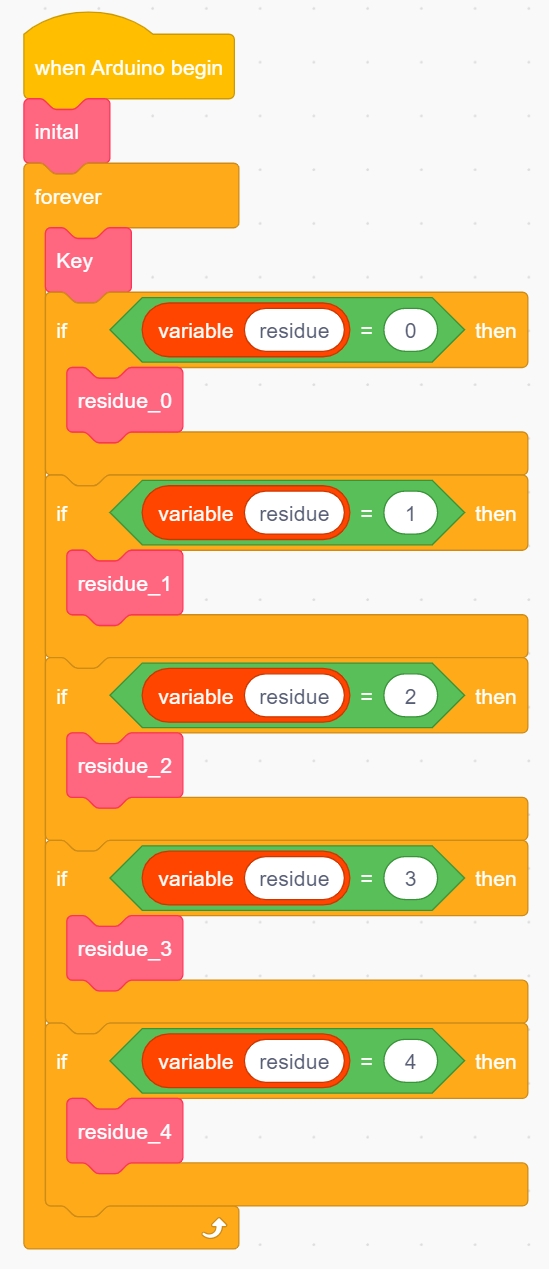 when Arduino begin
inital
forever
Key
if variable residue = 0 then
residue_0
if variable residue = 1 then
residue_1
if variable residue = 2 then
residue_2
if variable residue = 3 then
residue_3
if variable residue = 4 then
residue_4